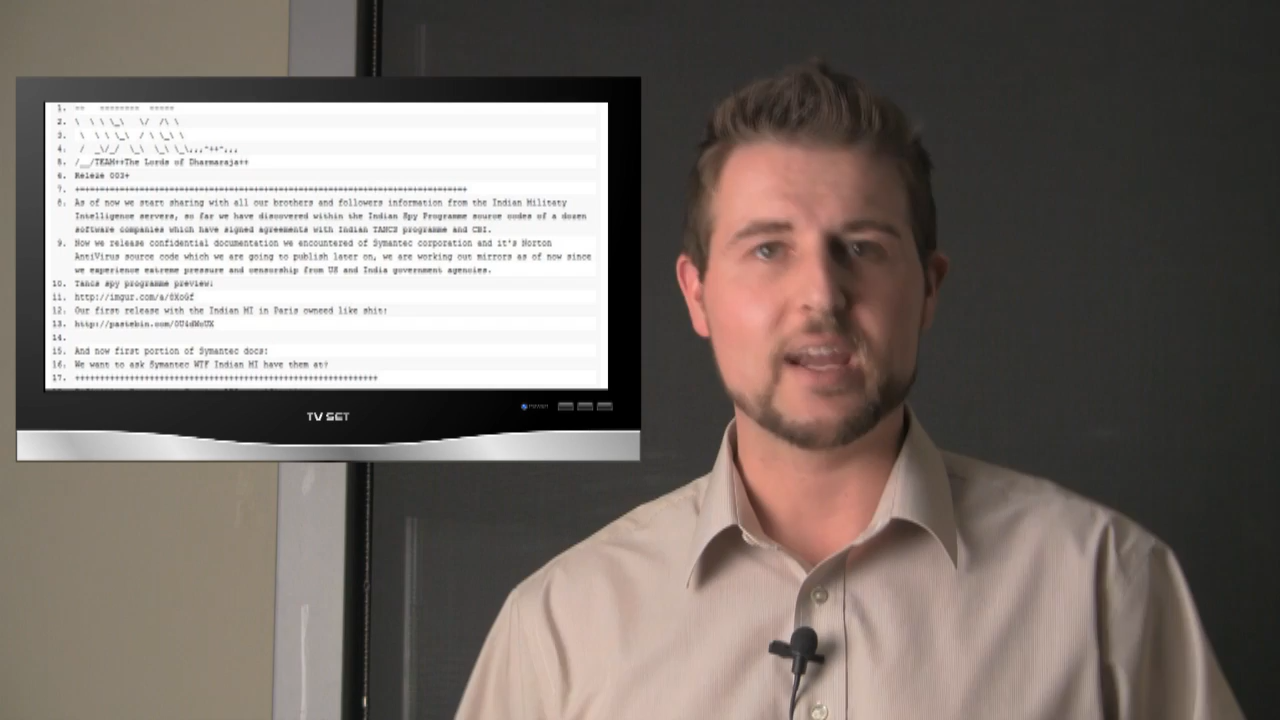 1. == ======== =====
2. \ \ \ \_\ \/ /\ \
3. \ \ \ \_\ / \ \_\ \
4. / _\/_/ \_\ \_\ \_\,,,^++^,,,
5. /__/TEAM++The Lords of Dharmaraja++
6. Releze 003+
7. ++++++++++++++++++++++++++++++++++++++++++++++++++++++++++++++++++++++++++++++++++++++++++++
8. As of now we start sharing with all our brothers and followers information from the Indian Militaty
Intelligence servers, so far we have discovered within the Indian Spy Programme source codes of a dozen
software companies which have signed agreements with Indian TANCS programme and CBI.
9. Now we release confidential documentation we encountered of Symantec corporation and it's Norton
AntiVirus source code which we are going to publish later on, we are working out mirrors as of now since
we experience extreme pressure and censorship from US and India government agencies.
10. Tancs spy programme preview:
11. http://imgur.com/a/
12. Our first release with the Indian MI in Paris owned like shit:
13. http://pastebin.com/
14.
15. And now first portion of Symantec docs:
16. We want to ask Symantec WTF Indian MI have them at?
17. +++++++++++++++++++++++++++++++++++++++++++++++++++++++++++++++++++++++
TV SET